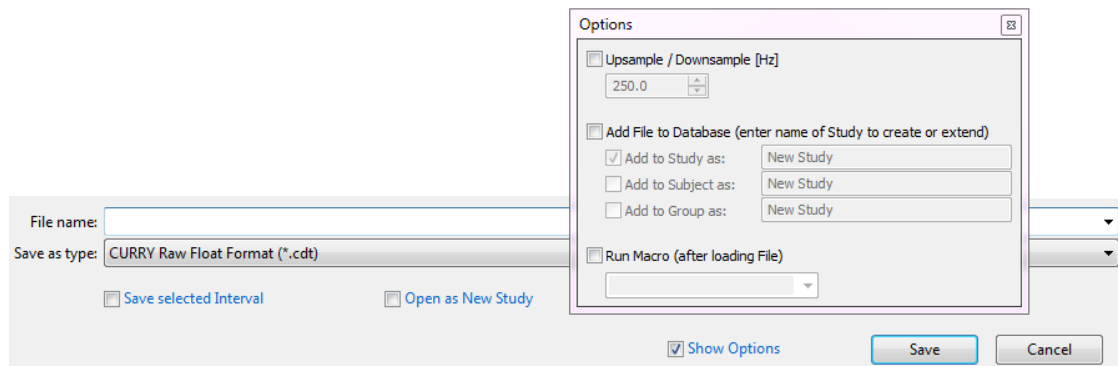 Options
Upsample / Downsample [Hz]
250.0
Add File to Database (enter name of Study to create or extend)
Add to Study as: New Study
Add to Subject as: New Study
Add to Group as: New Study
Run Macro (after loading File)
File name:
Save as type: CURRY Raw Float Format (*.cdt)
Save selected Interval Open as New Study
Show Options Save Cancel